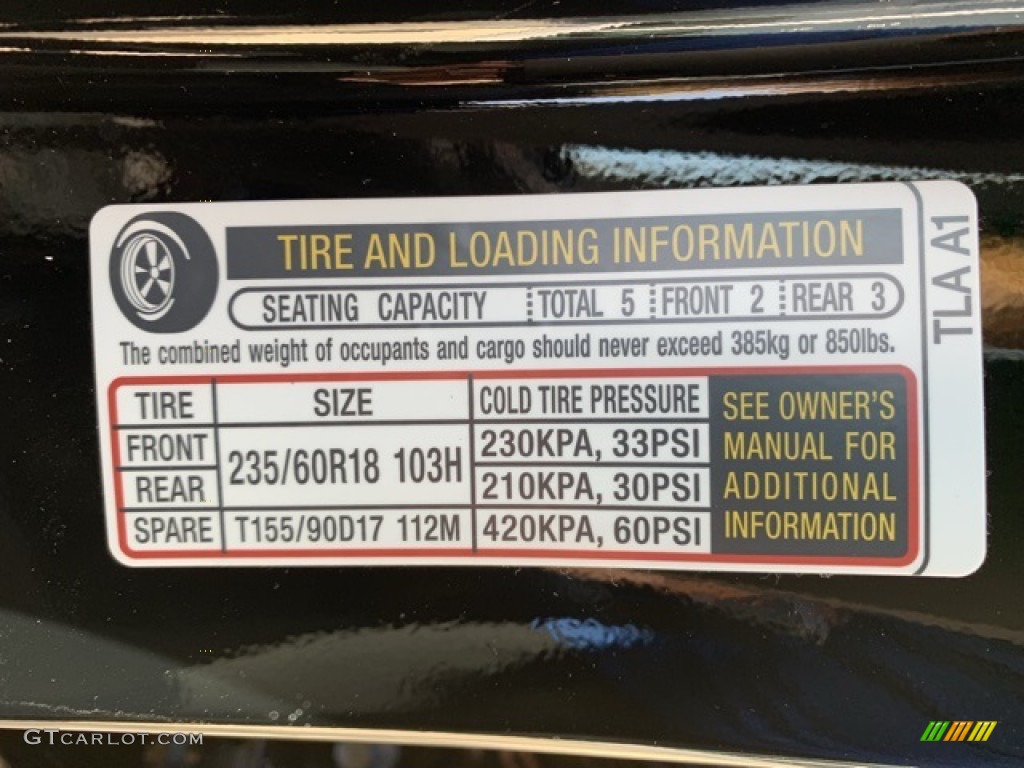 TIRE AND LOADING INFORMATION
SEATING CAPACITY TOTAL 5 FRONT 2 REAR 3
The combined weight of occupants and cargo should never exceed 385kg or 850lbs.
TIRE SIZE COLD TIRE PRESSURE
FRONT 235/60R18 103H 230KPA, 33PSI
REAR 210KPA, 30PSI
SPARE T155/90D17 112M 420KPA, 60PSI
SEE OWNER'S
MANUAL FOR
ADDITIONAL
INFORMATION
TLA A1
GTCARLOT.COM